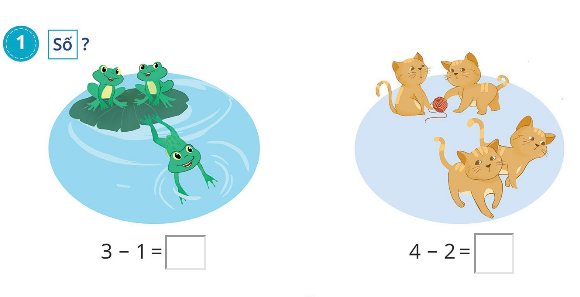 1 Số ?
3 − 1 =
4 − 2 =